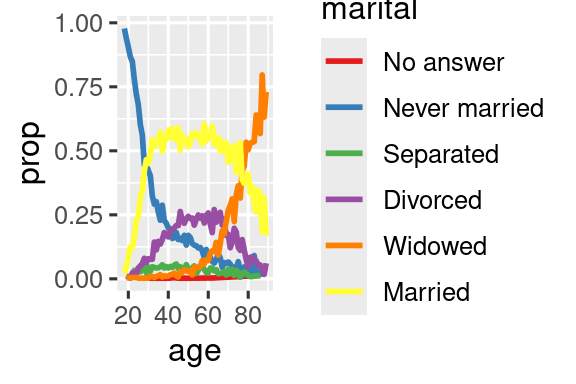 marital
1.00
0.75
0.50
0.25
0.00
prop
20 40 60 80
age
No answer
Never married
Separated
Divorced
Widowed
Married